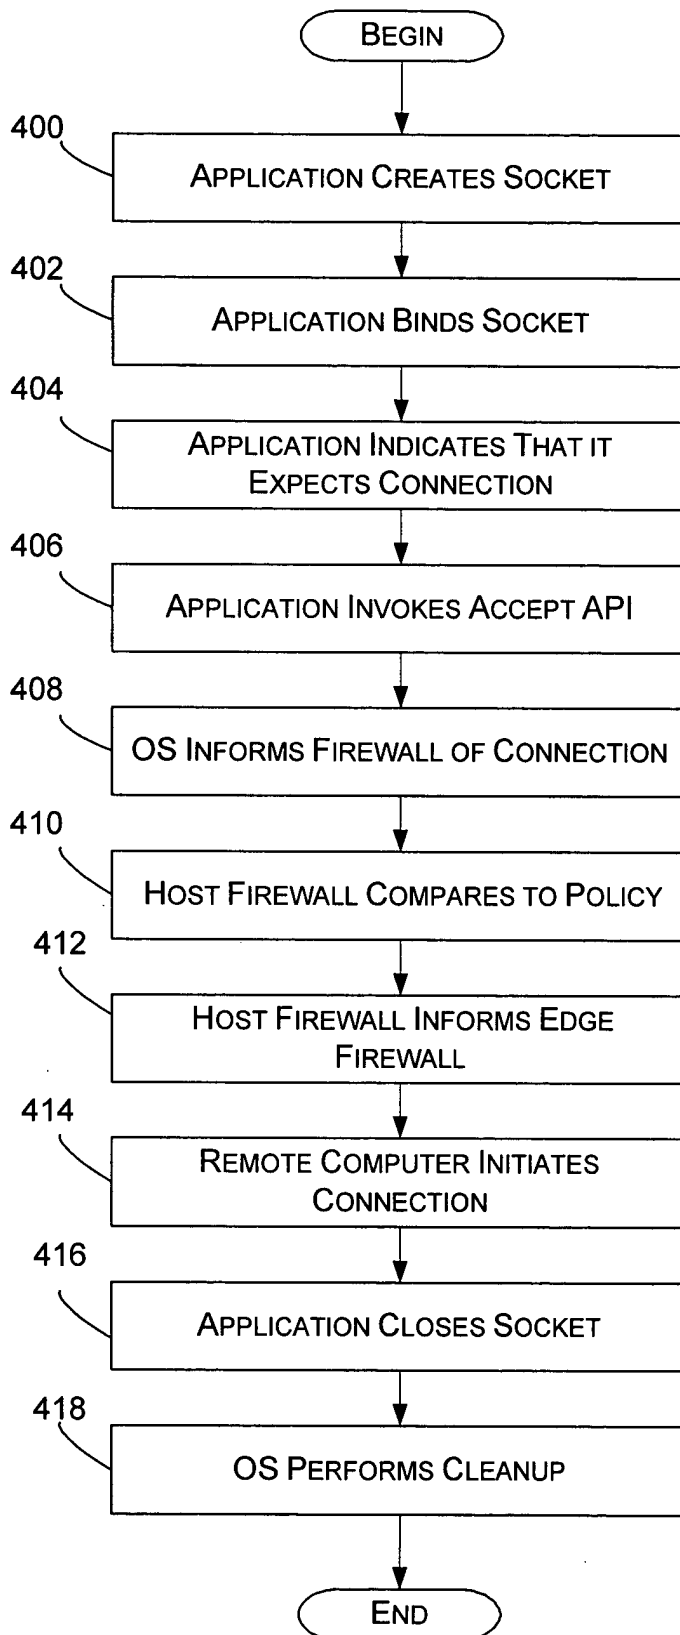 BEGIN
400
APPLICATION CREATES SOCKET
402
APPLICATION BINDS SOCKET
404
APPLICATION INDICATES THAT IT
EXPECTS CONNECTION
406
APPLICATION INVOKES ACCEPT API
408
OS INFORMS FIREWALL OF CONNECTION
410
HOST FIREWALL COMPARES TO POLICY
412
HOST FIREWALL INFORMS EDGE
FIREWALL
414
REMOTE COMPUTER INITIATES
CONNECTION
416
APPLICATION CLOSES SOCKET
418
OS PERFORMS CLEANUP
END